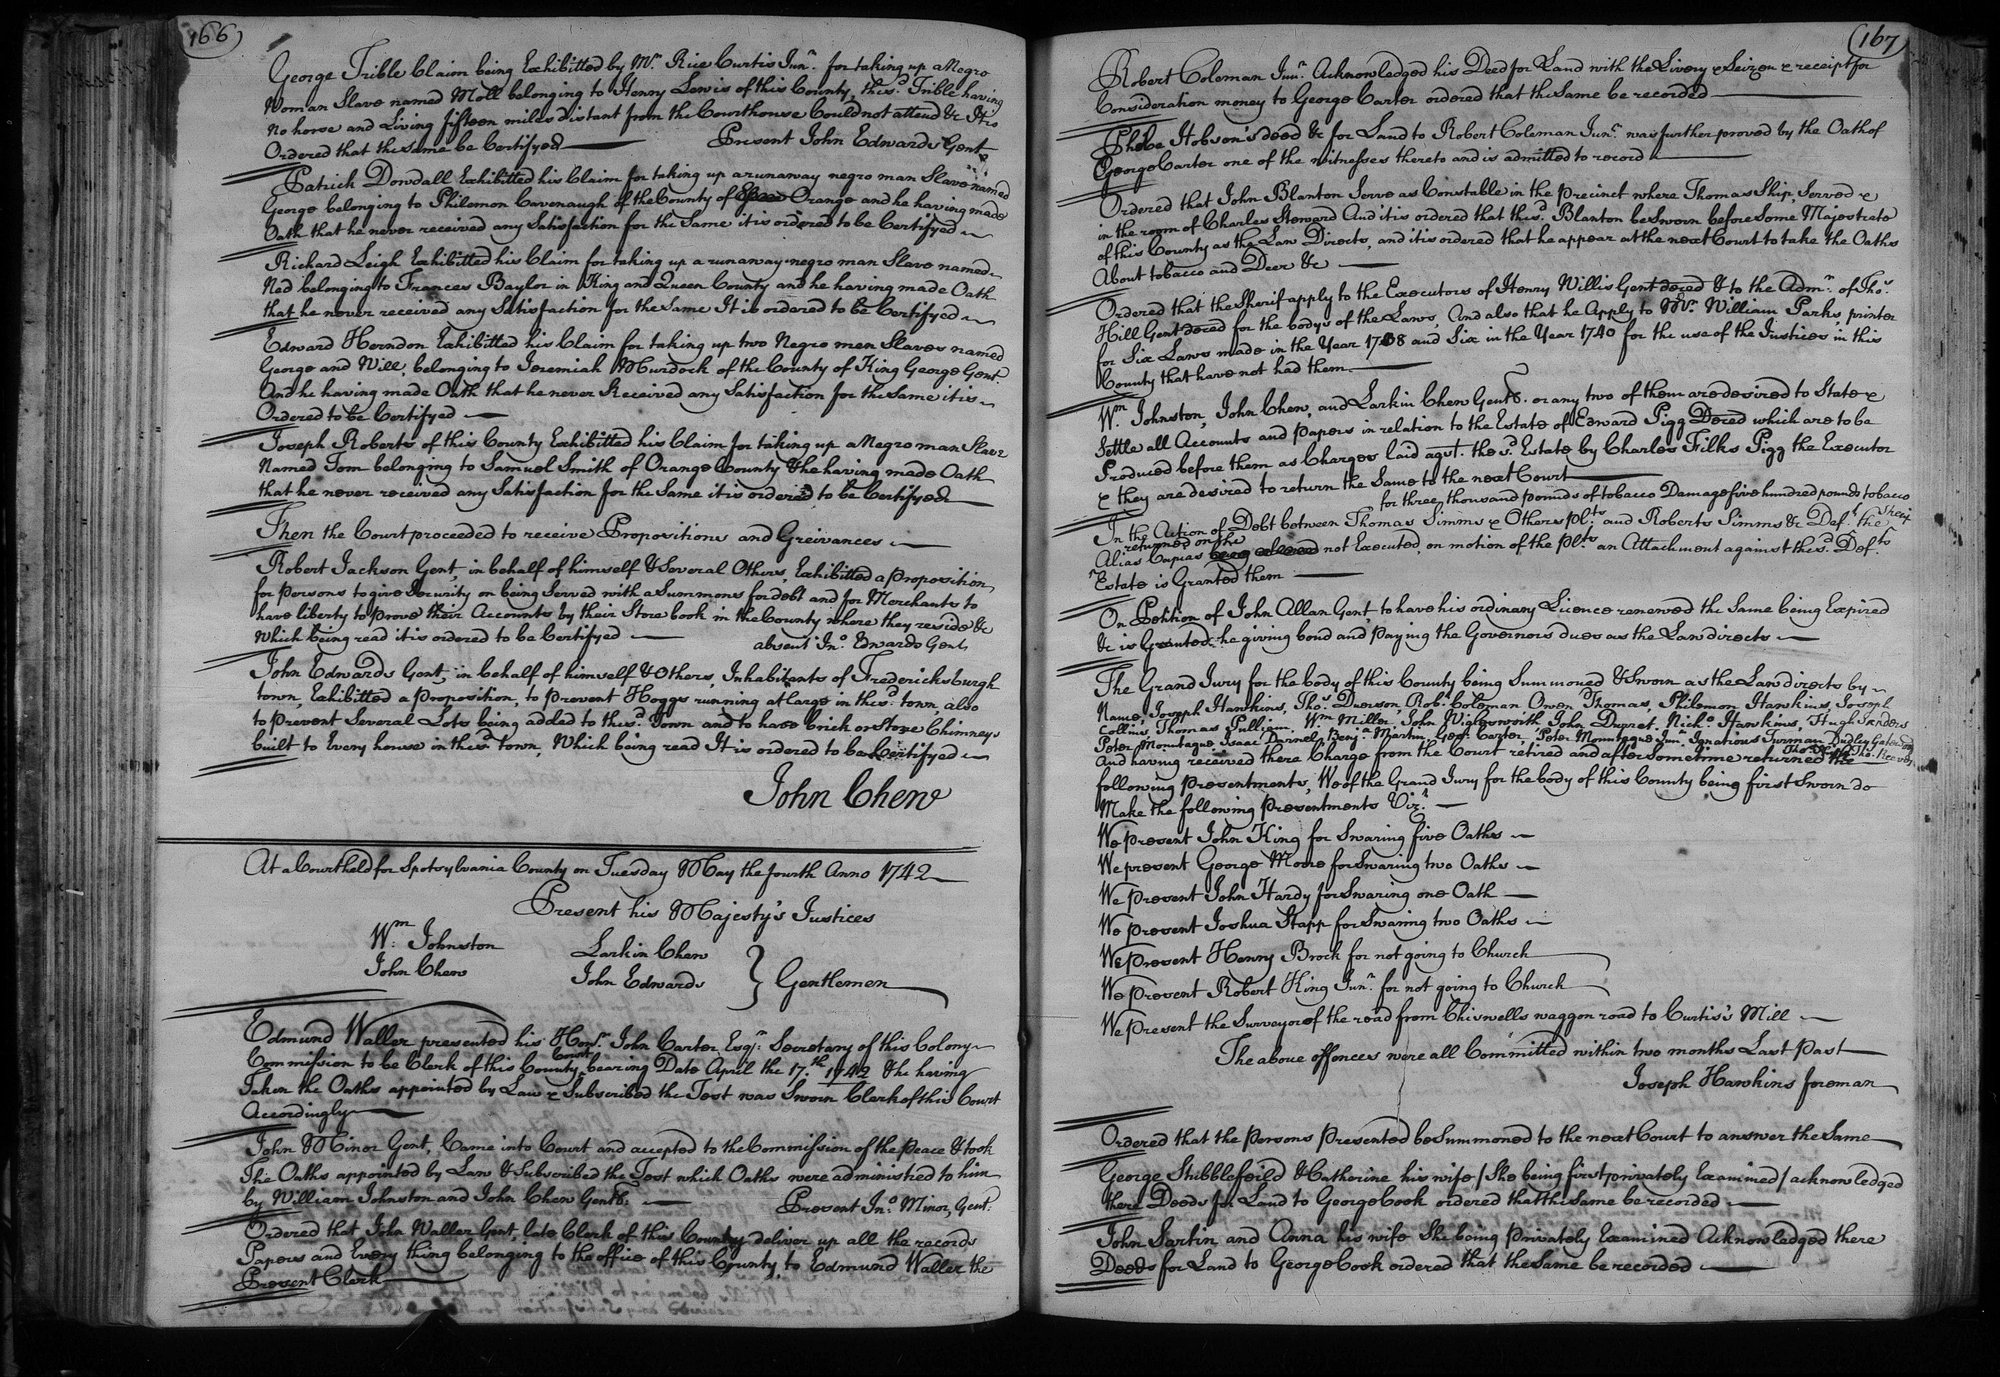 166
George Trible Claim being Exhibitted by Mr. Rice Curtis Junr. for taking up a Negro
Woman Slave named Moll belonging to Henry Lewis of this County, the sd. Trible having
No horse and Living fifteen miles distant from the Courthouse Could not attend &c It is
Ordered that the same be Certifyed
Present John Edwards Gent
Patrick Dowdall Exhibitted his Claim for taking up a runaway negro man Slave named
George belonging to Philemon Cavenaugh of the County of Orange and he having made
Oath that he never received any Satisfaction for the Same it is ordered to be Certifyed
Richard Leigh Exhibitted his Claim for taking up a runaway negro man Slave named
Ned belonging to Frances Baylor in King and Queen County and he having made Oath
that he never received any Satisfaction for the Same It is ordered to be Certifyed
Edward Herndon Exhibitted his Claim for taking up two Negro men Slaves named
George and Will, belonging to Jeremiah Murdock of the County of King George Gent.
And he having made Oath that he never Received any Satisfaction for the Same it is
Ordered to be Certifyed
Joseph Roberts of this County Exhibitted his Claim for taking up a Negro man Slave
Named Tom belonging to Samuel Smith of Orange County & he having made Oath
that he never received any Satisfaction for the Same it is ordered to be Certifyed
Then the Court proceeded to receive Propositions and Greivances
Robert Jackson Gent, in behalf of himself & Several Others, Exhibitted a proposition
for persons to give Security on being Served with a Summons for debt and for Merchants to
have liberty to prove their Accounts by their Store book in the County where they reside &c
Which being read it is ordered to be Certifyed
absent Jno. Edwards Gent,
John Edwards Gent, in behalf of himself & Others, Inhabitants of Fredericksburgh
town, Exhibitted a proposition, to prevent Hoggs running at large in the sd. town, also
to prevent Several Lots being added to the sd. Town and to have brick or stone Chimneys
built to Every house in the sd. town, Which being read It is ordered to be Certifyed
John Chew
At a Court held for Spotsylvania County on Tuesday May the fourth Anno 1742
Present his Majesty's Justices
Wm. Johnston Larkin Chew
John Chew John Edwards } Gentlemen
Edmund Waller presented his Honr. John Carter Esqr. Secretary of this Colony
Commission to be Clerk of this County Court bearing Date April the 17th. 1742 & he having
Taken the Oaths appointed by Law & Subscribed the Test was Sworn Clerk of this Court
Accordingly
John Minor Gent, Came into Court and accepted to the Commission of the Peace & took
The Oaths appointed by Law & Subscribed the Test which Oaths were administred to him
by William Johnston and John Chew Gents.
Present Jno. Minor, Gent.
Ordered that John Waller Gent, late Clerk of this County deliver up all the records
Papers and Every thing belonging to the office of this County, to Edmund Waller the
Present Clerk
167
Robert Coleman Junr. Acknowledged his Deed for Land with the Livery & Seizen & receipt for
Consideration money to George Carter ordered that the Same be recorded
Phebe Hobson's deed &c for Land to Robert Coleman Junr. was further proved by the Oath of
George Carter one of the witnesses thereto and is admitted to record
Ordered that John Blanton Serve as Constable in the precinct where Thomas Ship, Served &
in the room of Charles Steward And it is ordered that the sd. Blanton be Sworn before Some Majestrate
of this County as the Law Directs, and it is ordered that he appear at the next Court to take the Oaths
About tobacco and Deer &c
Ordered that the Sherif apply to the Executors of Henry Willis Gent deced & to the Admr. of Thos.
Hill Gent deced for the bodys of the Laws, And also that he Apply to Mr. William Parks, printer
for Six Laws made in the Year 1738 and Six in the Year 1740 for the use of the Justices in this
County that have not had them
Wm. Johnston, John Chew, and Larkin Chew Gents. or any two of them are desired to State &
Settle all Accounts and papers in relation to the Estate of Edward Pigg Deced which are to be
Produced before them as Charges laid agst. the sd. Estate by Charles Filks Pigg the Executor
& they are desired to return the Same to the next Court
for three thousand pounds of tobacco Damage five hundred pounds tobacco
In the Action of Debt between Thomas Simms & Others plts. and Roberts Simms &c Deft. the Sherif
returned on the
Alias Capias not Executed, on motion of the plts. an Attachment against the sd. Defts.
Estate is Granted them
On Petition of John Allan Gent, to have his ordinary Licence renewed the Same being Expired
&c is Granted he giving bond and paying the Governors dues as the Law directs
The Grand Jury for the body of this County being Summoned & Sworn as the Law directs by
Name, Joseph Hawkins, Thos. Duerson, Robt. Coleman, Owen Thomas, Philemon Hawkins, Joseph
Collins, Thomas Pulliam, Wm. Miller, John Wiglesworth, John Durret, Nicho. Hawkins, Hugh Sanders
Peter Mountague, Isaac Darnel, Benja. Martin, Geo. Carter, Peter Mountague Junr. Ignatious Turman, Dudley Gatewood
And having received there Charge from the Court retired and after sometime returned the
following presentments, We of the Grand Jury for the body of this County being first Sworn do
Make the following presentments Vizt.
We present John King for Swaring five Oaths
We present George Moore for Swaring two Oaths
We present John Hardy for Swaring one Oath
We present Joshua Stapp for Swaring two Oaths
We present Henry Brock for not going to Church
We present Robert King Junr. for not going to Church
We present the Surveyor of the road from Chiswells waggon road to Curtis's Mill
The above offences were all Committed within two months Last past
Joseph Hawkins foreman
Ordered that the persons presented be Summoned to the next Court to answer the Same
George Stubblefeild & Catherine his wife / She being first privately Examined / acknowledged
there Deeds for Land to George Cook ordered that the same be recorded
John Sartin and Anna his wife She being privately Examined Acknowledged there
Deeds for Land to George Cook ordered that the Same be recorded